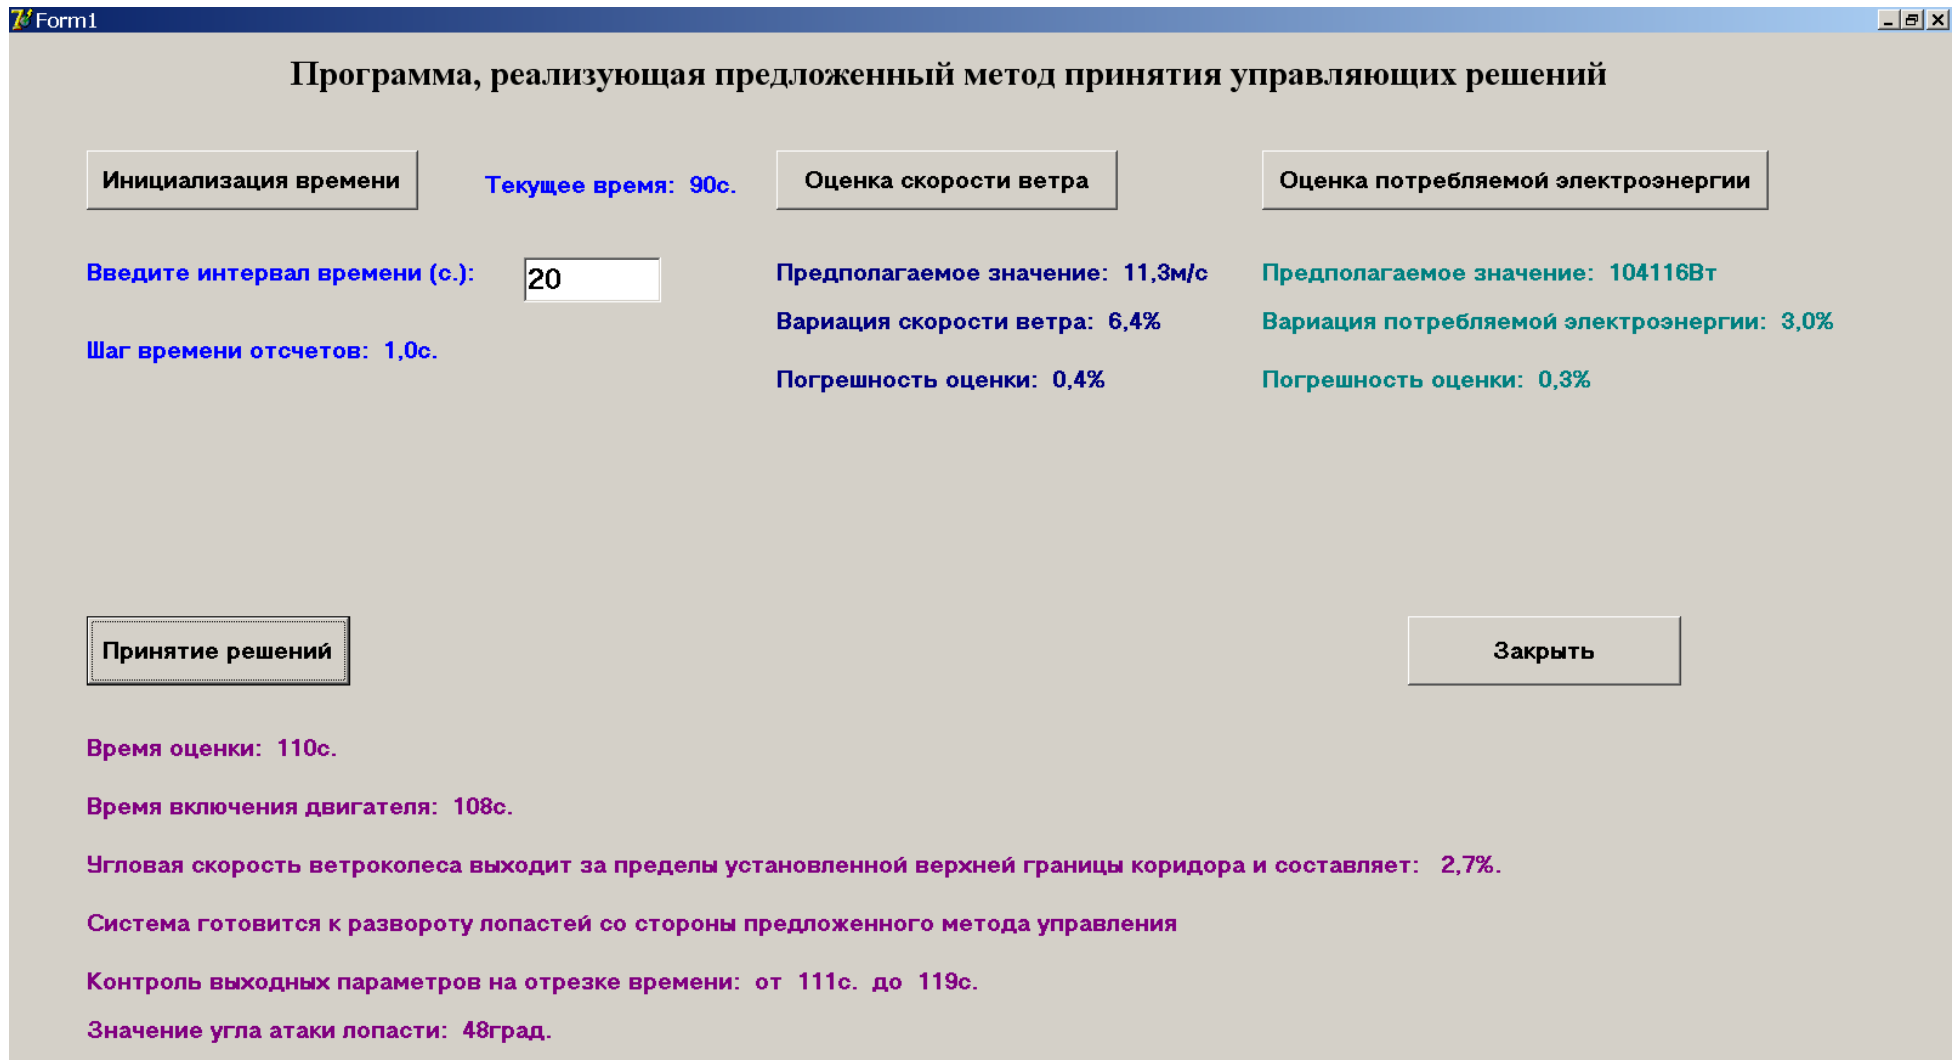 Form1
Программа, реализующая предложенный метод принятия управляющих решений
Инициализация времени
Текущее время: 90с.
Оценка скорости ветра
Оценка потребляемой электроэнергии
Введите интервал времени (с.):
20
Предполагаемое значение: 11,3м/с
Предполагаемое значение: 104116Вт
Вариация скорости ветра: 6,4%
Вариация потребляемой электроэнергии: 3,0%
Шаг времени отсчетов: 1,0с.
Погрешность оценки: 0,4%
Погрешность оценки: 0,3%
Принятие решений
Закрыть
Время оценки: 110с.
Время включения двигателя: 108с.
Угловая скорость ветроколеса выходит за пределы установленной верхней границы коридора и составляет: 2,7%.
Система готовится к развороту лопастей со стороны предложенного метода управления
Контроль выходных параметров на отрезке времени: от 111с. до 119с.
Значение угла атаки лопасти: 48град.